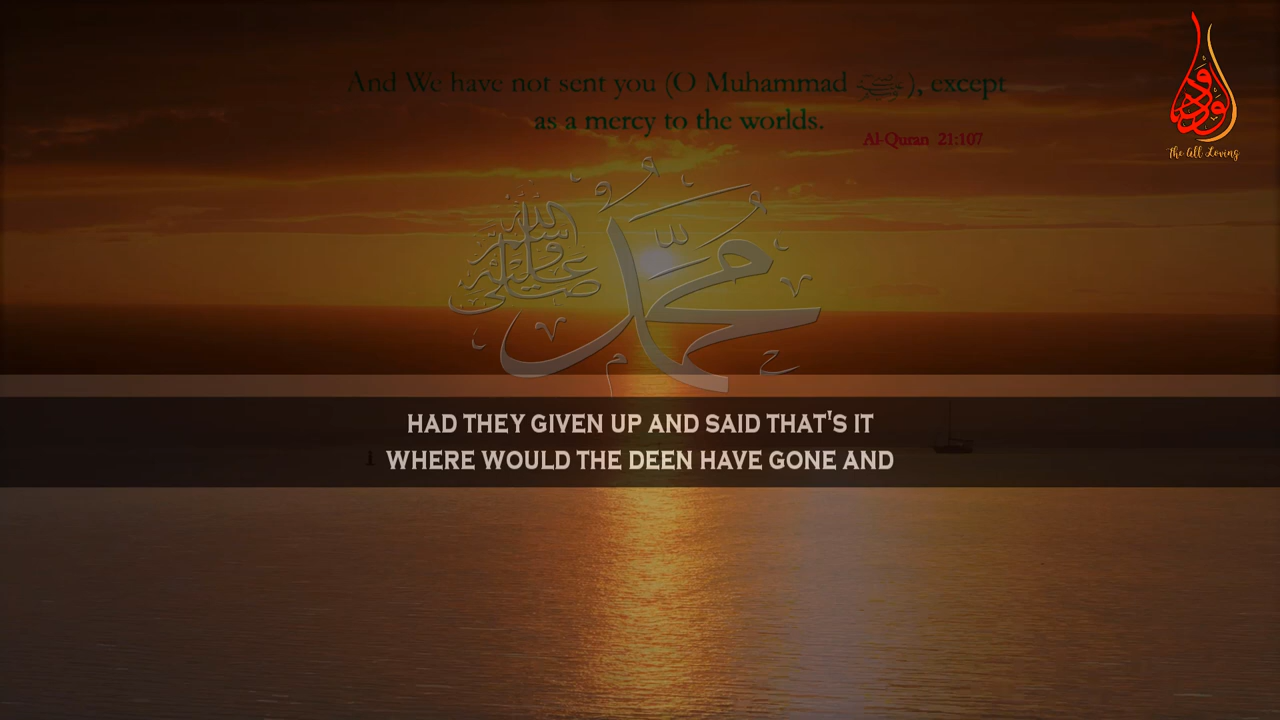 And We have not sent you (O Muhammad ﷺ), except
as a mercy to the worlds.
Al-Quran 21:107
الودود
The All Loving
محمد
صلى الله عليه وسلم
HAD THEY GIVEN UP AND SAID THAT'S IT
WHERE WOULD THE DEEN HAVE GONE AND